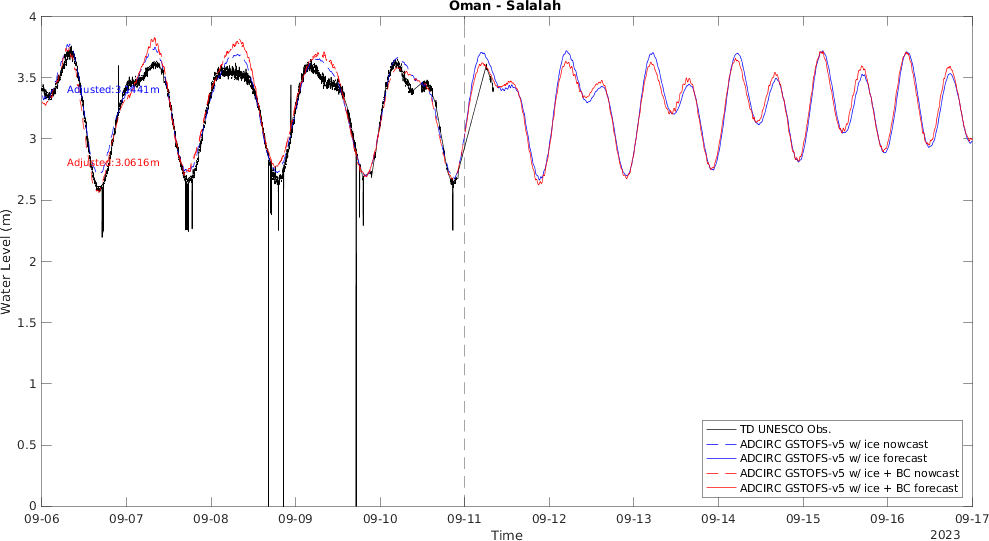 Oman - Salalah
4
3.5
3
2.5
2
1.5
1
0.5
0
Water Level (m)
Adjusted:3.0616m
09-06
09-07
09-08
09-09
09-10
09-11
09-12
09-13
09-14
09-15
09-16
09-17
Time
2023
TD UNESCO Obs.
ADCIRC GSTOFS-v5 w/ ice nowcast
ADCIRC GSTOFS-v5 w/ ice forecast
ADCIRC GSTOFS-v5 w/ ice + BC nowcast
ADCIRC GSTOFS-v5 w/ ice + BC forecast